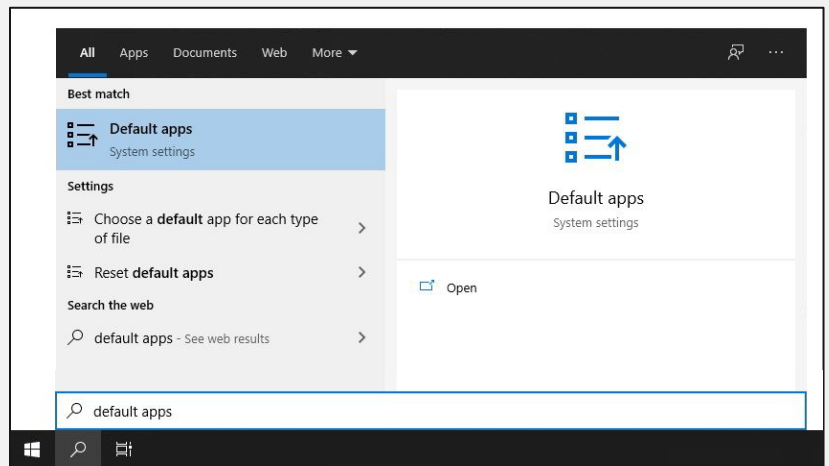 All Apps Documents Web More
Best match
Default apps
System settings
Settings
Choose a default app for each type
of file
Reset default apps
Search the web
default apps - See web results
Default apps
System settings
Open
default apps